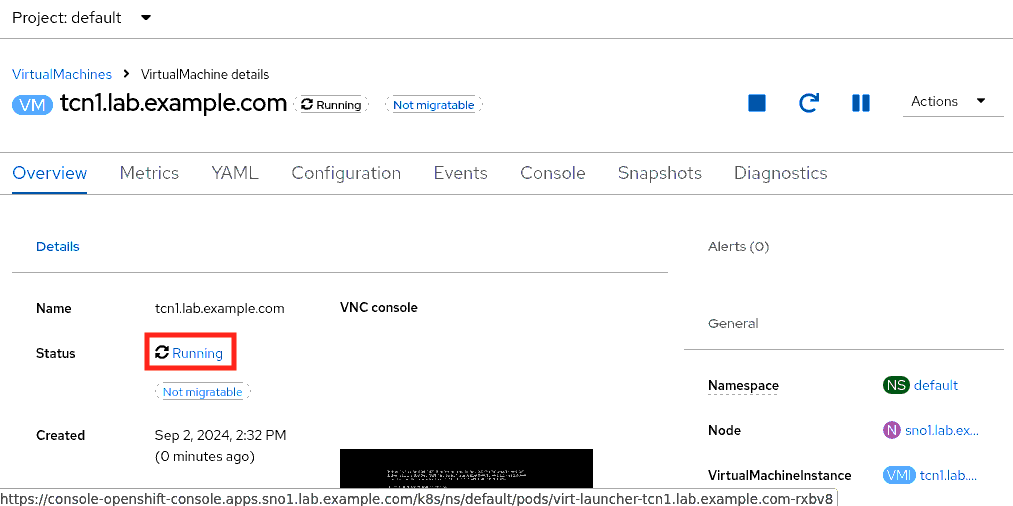 Project: default
VirtualMachines > VirtualMachine details
VM tcn1.lab.example.com Running Not migratable
Actions
Overview Metrics YAML Configuration Events Console Snapshots Diagnostics
Details
Alerts (0)
Name tcn1.lab.example.com VNC console
General
Status Running
Not migratable
Namespace NS default
Created Sep 2, 2024, 2:32 PM
(0 minutes ago)
Node N sno1.lab.ex...
VirtualMachineInstance VMI tcn1.lab....
https://console-openshift-console.apps.sno1.lab.example.com/k8s/ns/default/pods/virt-launcher-tcn1.lab.example.com-rxbv8